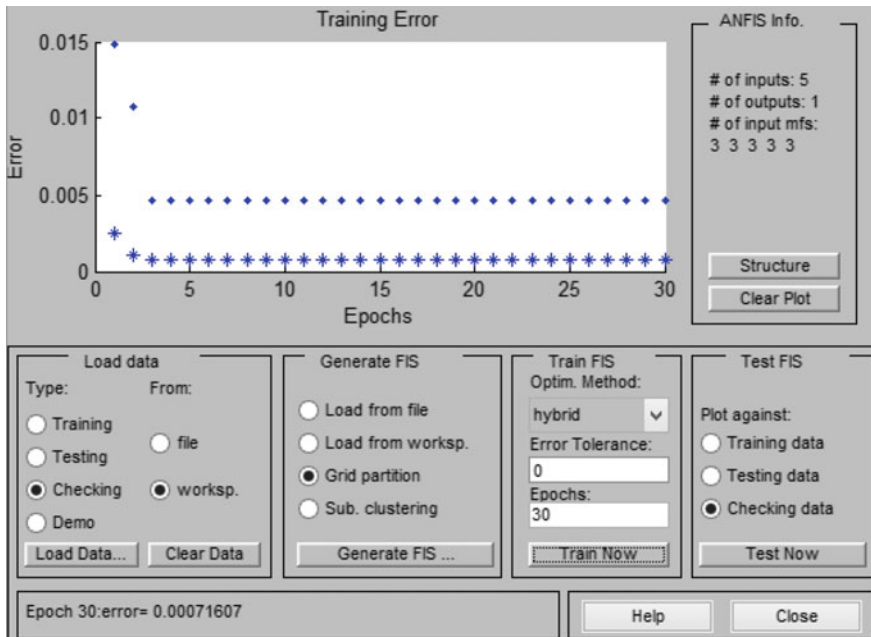 Training Error
0.015
0.01
0.005
0
Error
0 5 10 15 20 25 30
Epochs
ANFIS Info.
# of inputs: 5
# of outputs: 1
# of input mfs:
3 3 3 3 3
Structure
Clear Plot
Load data
Type: From:
Training
Testing
Checking
Demo
file
worksp.
Load Data...
Clear Data
Generate FIS
Load from file
Load from worksp.
Grid partition
Sub. clustering
Generate FIS ...
Train FIS
Optim. Method:
hybrid
Error Tolerance:
0
Epochs:
30
Train Now
Test FIS
Plot against:
Training data
Testing data
Checking data
Test Now
Epoch 30:error= 0.00071607
Help
Close